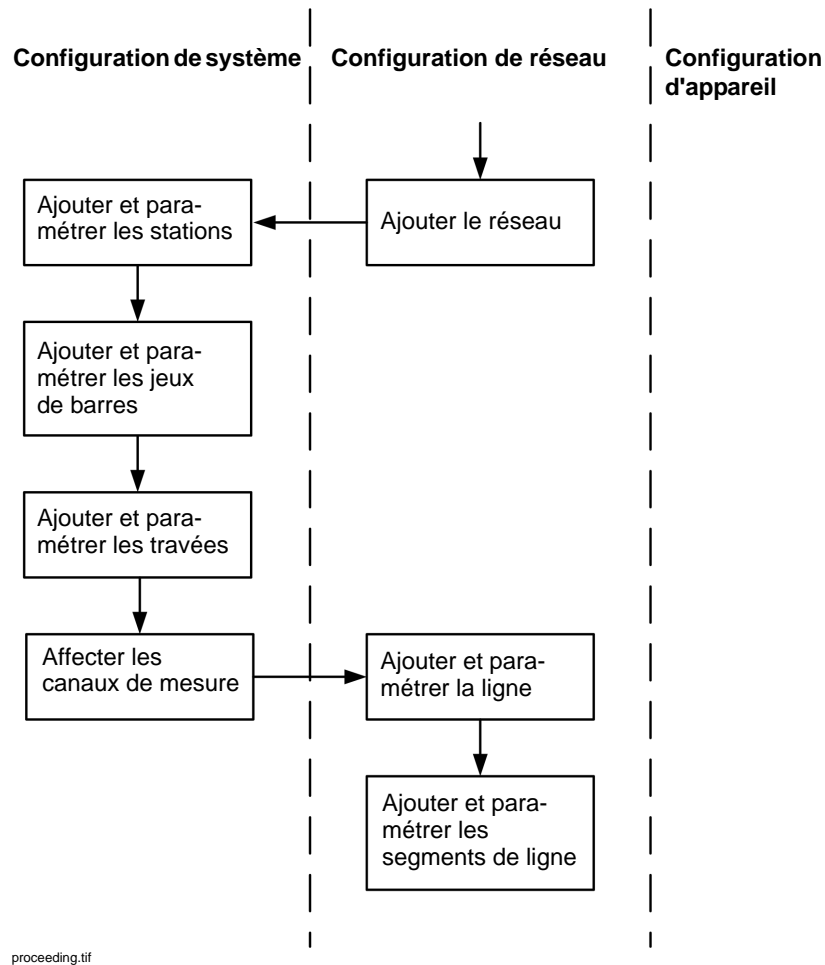 Configuration de système
Configuration de réseau
Configuration
d'appareil
Ajouter le réseau
Ajouter et para-
métrer les stations
Ajouter et para-
métrer les jeux
de barres
Ajouter et para-
métrer les travées
Affecter les
canaux de mesure
Ajouter et para-
métrer la ligne
Ajouter et para-
métrer les
segments de ligne
proceeding.tif